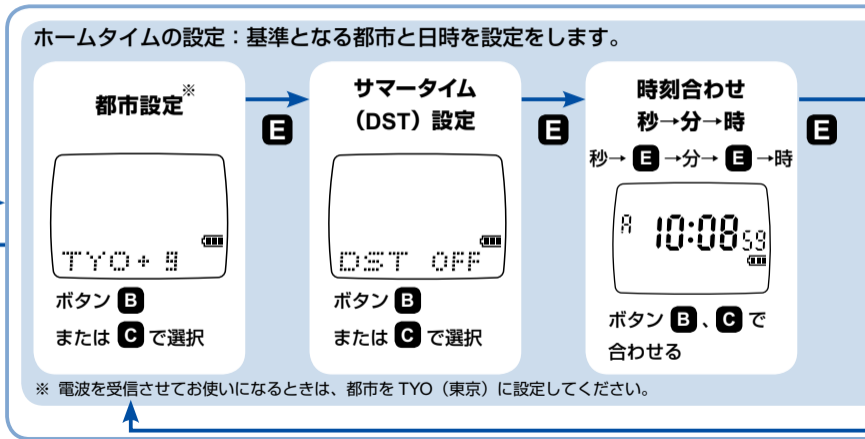 ホームタイムの設定：基準となる都市と日時を設定をします。
都市設定※
TYO+ 9
ボタン B
または C で選択
E
サマータイム
（DST）設定
DST OFF
ボタン B
または C で選択
E
時刻合わせ
秒→分→時
秒→ E →分→ E →時
A 10:08 59
ボタン B 、 C で
合わせる
E
※ 電波を受信させてお使いになるときは、都市を TYO（東京）に設定してください。